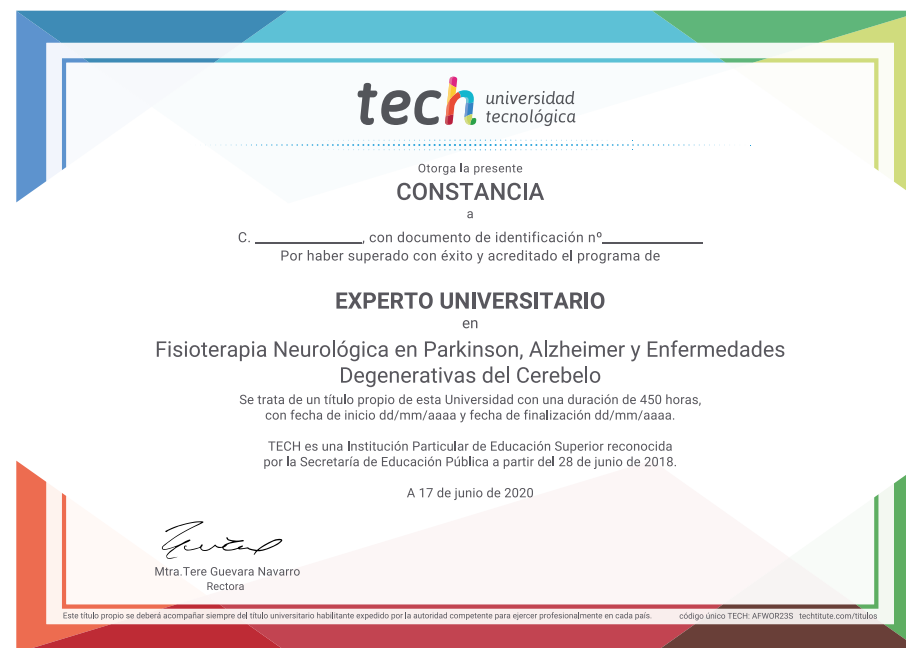 tech universidad
tecnológica
Otorga la presente
CONSTANCIA
a
C. ____________, con documento de identificación nº____________
Por haber superado con éxito y acreditado el programa de
EXPERTO UNIVERSITARIO
en
Fisioterapia Neurológica en Parkinson, Alzheimer y Enfermedades
Degenerativas del Cerebelo
Se trata de un título propio de esta Universidad con una duración de 450 horas,
con fecha de inicio dd/mm/aaaa y fecha de finalización dd/mm/aaaa.
TECH es una Institución Particular de Educación Superior reconocida
por la Secretaría de Educación Pública a partir del 28 de junio de 2018.
A 17 de junio de 2020
Mtra.Tere Guevara Navarro
Rectora
Este título propio se deberá acompañar siempre del título universitario habilitante expedido por la autoridad competente para ejercer profesionalmente en cada país. código único TECH: AFWOR23S techtitute.com/titulos